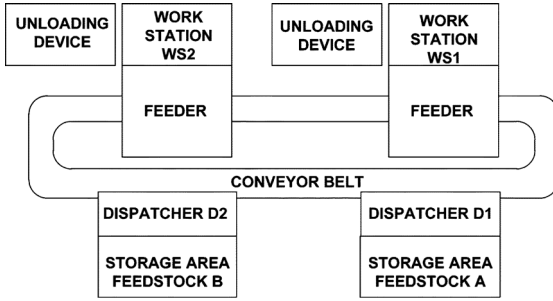 UNLOADING
DEVICE
WORK
STATION
WS2
UNLOADING
DEVICE
WORK
STATION
WS1
FEEDER
FEEDER
CONVEYOR BELT
DISPATCHER D2
DISPATCHER D1
STORAGE AREA
FEEDSTOCK B
STORAGE AREA
FEEDSTOCK A